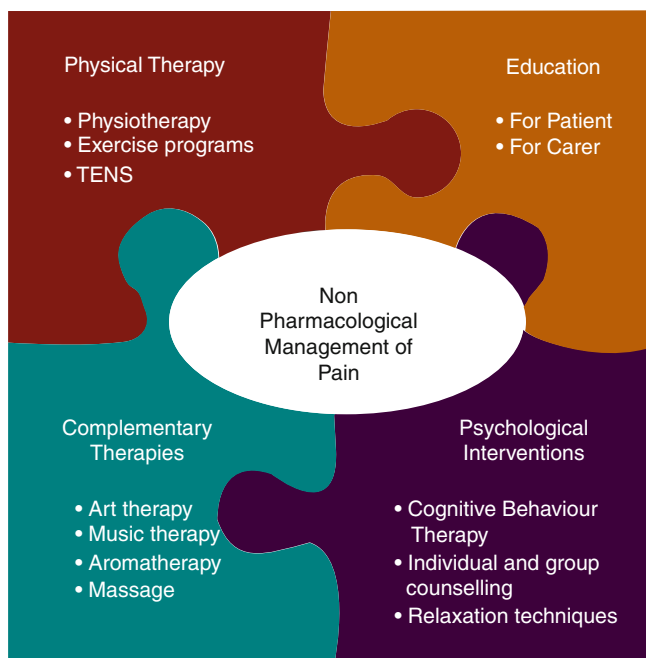 Physical Therapy
• Physiotherapy
• Exercise programs
• TENS
Education
• For Patient
• For Carer
Non
Pharmacological
Management of
Pain
Complementary
Therapies
• Art therapy
• Music therapy
• Aromatherapy
• Massage
Psychological
Interventions
• Cognitive Behaviour
Therapy
• Individual and group
counselling
• Relaxation techniques